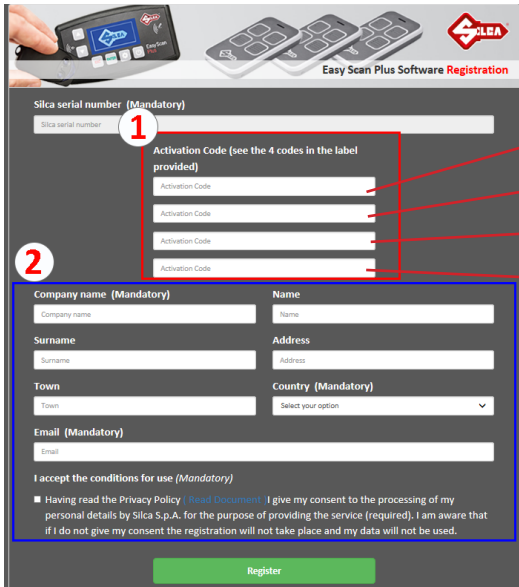 SILCA
EasyScan
Plus
Easy Scan Plus Software Registration
Silca serial number (Mandatory)
Silca serial number
1
Activation Code (see the 4 codes in the label
provided)
Activation Code
Activation Code
Activation Code
Activation Code
2
Company name (Mandatory) Name
Company name Name
Surname Address
Surname Address
Town Country (Mandatory)
Town Select your option
Email (Mandatory)
Email
I accept the conditions for use (Mandatory)
Having read the Privacy Policy ( Read Document )I give my consent to the processing of my
personal details by Silca S.p.A. for the purpose of providing the service (required). I am aware that
if I do not give my consent the registration will not take place and my data will not be used.
Register